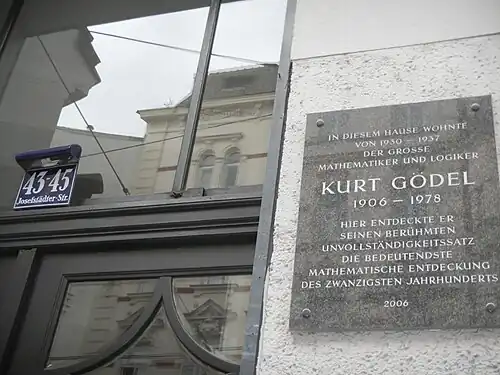 43-45
Josefstädter-Str.
IN DIESEM HAUSE WOHNTE
VON 1930 – 1937
DER GROSSE
MATHEMATIKER UND LOGIKER
KURT GÖDEL
1906 – 1978
HIER ENTDECKTE ER
SEINEN BERÜHMTEN
UNVOLLSTÄNDIGKEITSSATZ
DIE BEDEUTENDSTE
MATHEMATISCHE ENTDECKUNG
DES ZWANZIGSTEN JAHRHUNDERTS
2006